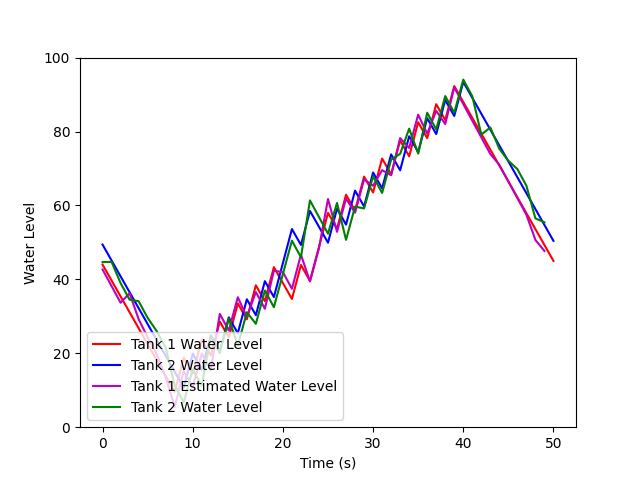 100
80
60
40
20
0
Water Level
Tank 1 Water Level
Tank 2 Water Level
Tank 1 Estimated Water Level
Tank 2 Water Level
0 10 20 30 40 50
Time (s)